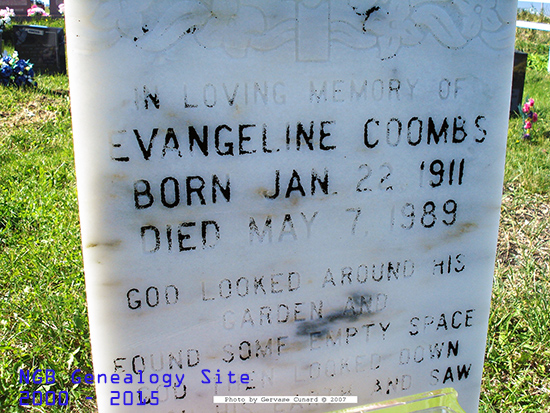 IN LOVING MEMORY OF
EVANGELINE COOMBS
BORN JAN. 22, 1911
DIED MAY 7, 1989
GOD LOOKED AROUND HIS
GARDEN AND
FOUND SOME EMPTY SPACE
LOOKED DOWN
AND SAW
NGB Genealogy Site
2000 - 2015
Photo by Gervase Cunard © 2007